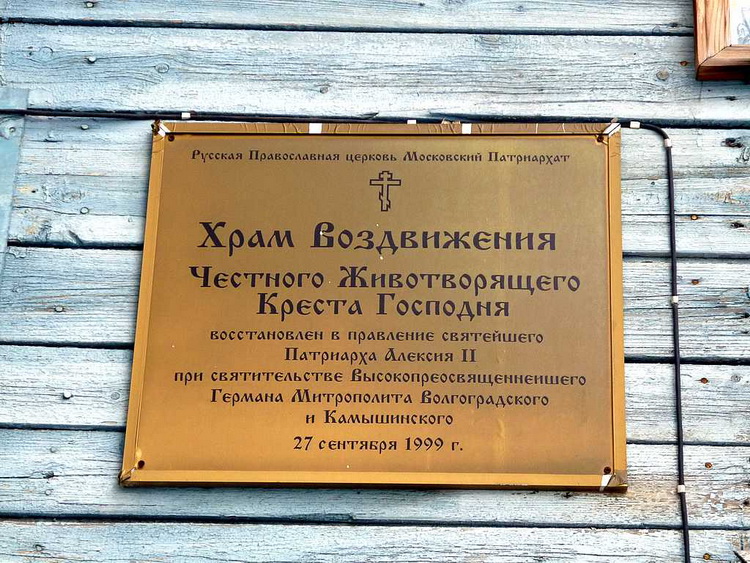 Русская Православная церковь Московский Патриархат
Храм Воздвижения
Честного Животворящего
Креста Господня
восстановлен в правление святейшего
Патриарха Алексия II
при святительстве Высокопреосвященнеишего
Германа Митрополита Волгоградского
и Камышинского
27 сентября 1999 г.